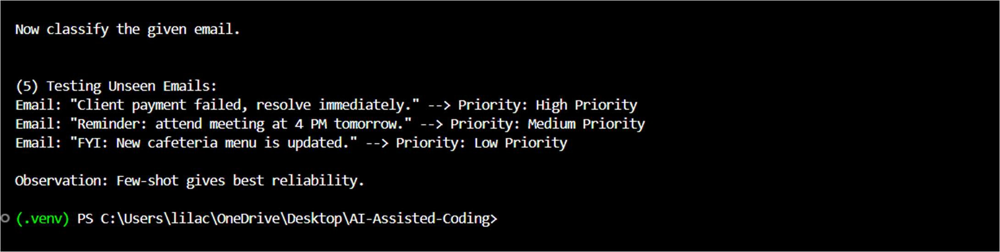 Now classify the given email.
(5) Testing Unseen Emails:
Email: "Client payment failed, resolve immediately." --> Priority: High Priority
Email: "Reminder: attend meeting at 4 PM tomorrow." --> Priority: Medium Priority
Email: "FYI: New cafeteria menu is updated." --> Priority: Low Priority
Observation: Few-shot gives best reliability.
(.venv) PS C:\Users\lilac\OneDrive\Desktop\AI-Assisted-Coding>